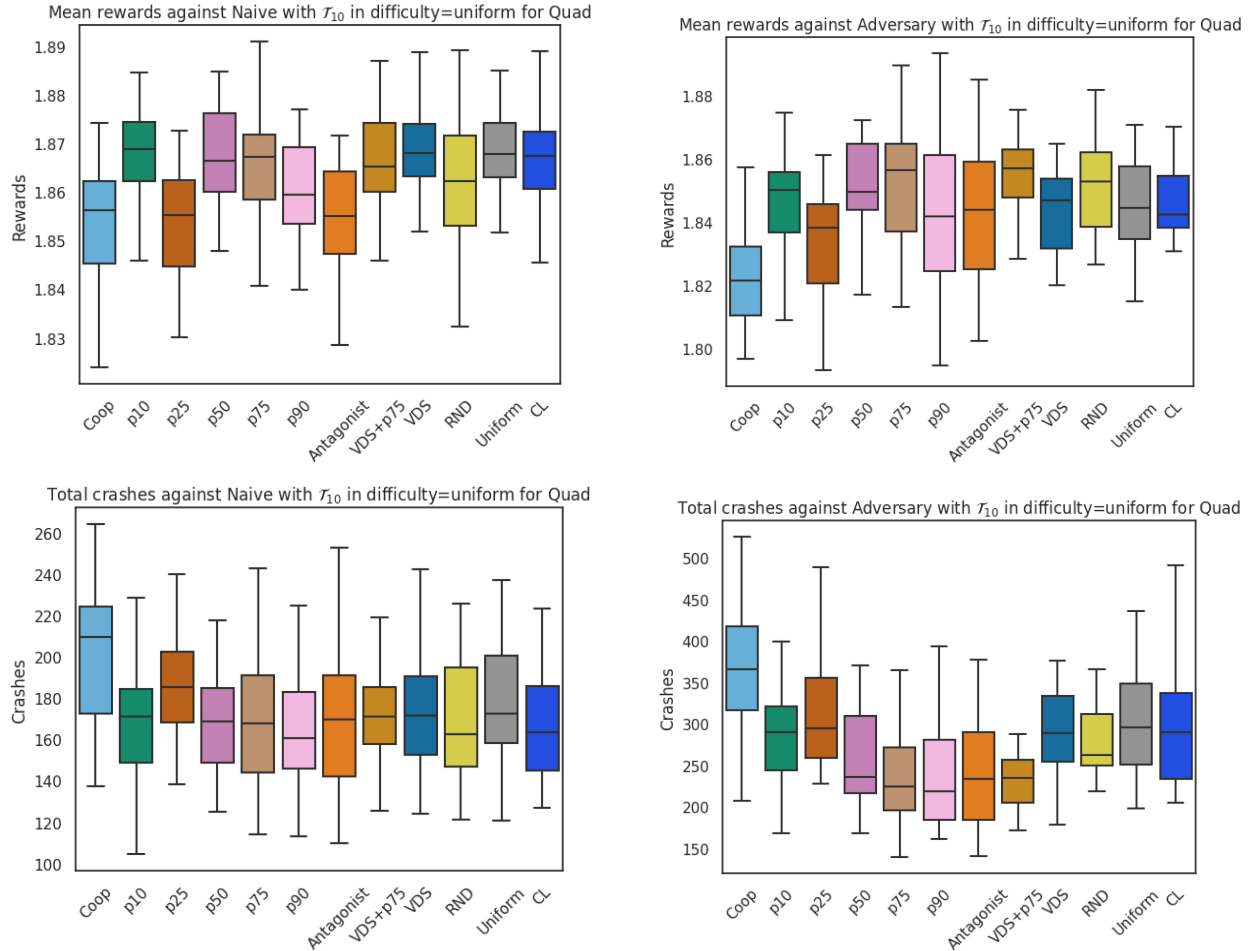 Mean rewards against Naive with 𝒯10 in difficulty=uniform for Quad
Rewards
1.89
1.88
1.87
1.86
1.85
1.84
1.83
Coop
p10
p25
p50
p75
p90
Antagonist
VDS+p75
VDS
RND
Uniform
CL
Mean rewards against Adversary with 𝒯10 in difficulty=uniform for Quad
Rewards
1.88
1.86
1.84
1.82
1.80
Coop
p10
p25
p50
p75
p90
Antagonist
VDS+p75
VDS
RND
Uniform
CL
Total crashes against Naive with 𝒯10 in difficulty=uniform for Quad
Crashes
260
240
220
200
180
160
140
120
100
Coop
p10
p25
p50
p75
p90
Antagonist
VDS+p75
VDS
RND
Uniform
CL
Total crashes against Adversary with 𝒯10 in difficulty=uniform for Quad
Crashes
500
450
400
350
300
250
200
150
Coop
p10
p25
p50
p75
p90
Antagonist
VDS+p75
VDS
RND
Uniform
CL